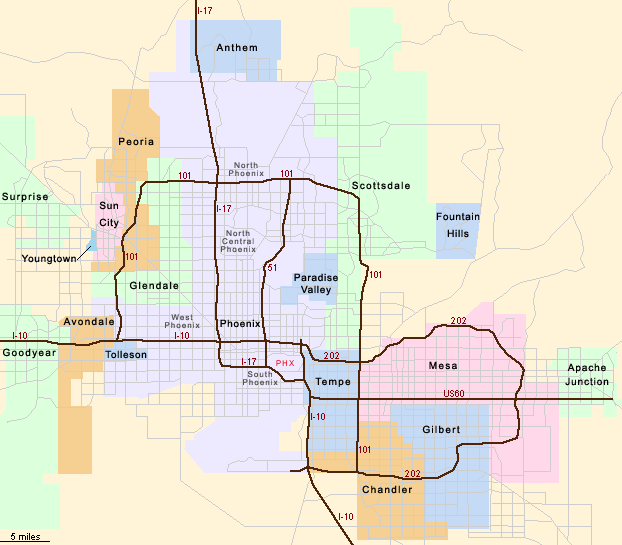 I-17
Anthem
Peoria
North
Phoenix
101
101
Scottsdale
Surprise
Sun
City
I-17
Fountain
Hills
North
Central
Phoenix
Youngtown
101
51
101
Paradise
Valley
Glendale
Avondale
West
Phoenix
Phoenix
202
I-10
I-10
Goodyear
Tolleson
I-17
PHX
202
Mesa
South
Phoenix
Tempe
Apache
Junction
US60
I-10
Gilbert
101
202
Chandler
I-10
5 miles